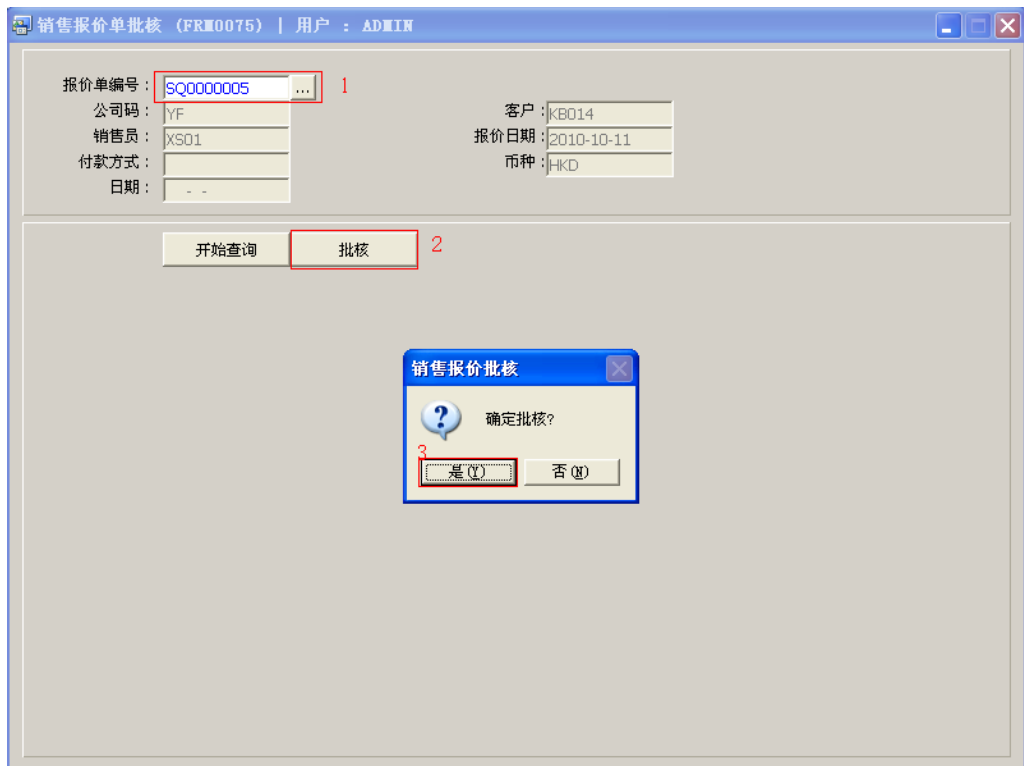 销售报价单批核 (FRM0075) | 用户 : ADMIN
报价单编号: SQ0000005 ... 1
公司码: YF 客户: KB014
销售员: XS01 报价日期: 2010-10-11
付款方式: 币种: HKD
日期: - -
开始查询 批核 2
销售报价批核
确定批核?
3
是(Y) 否(N)